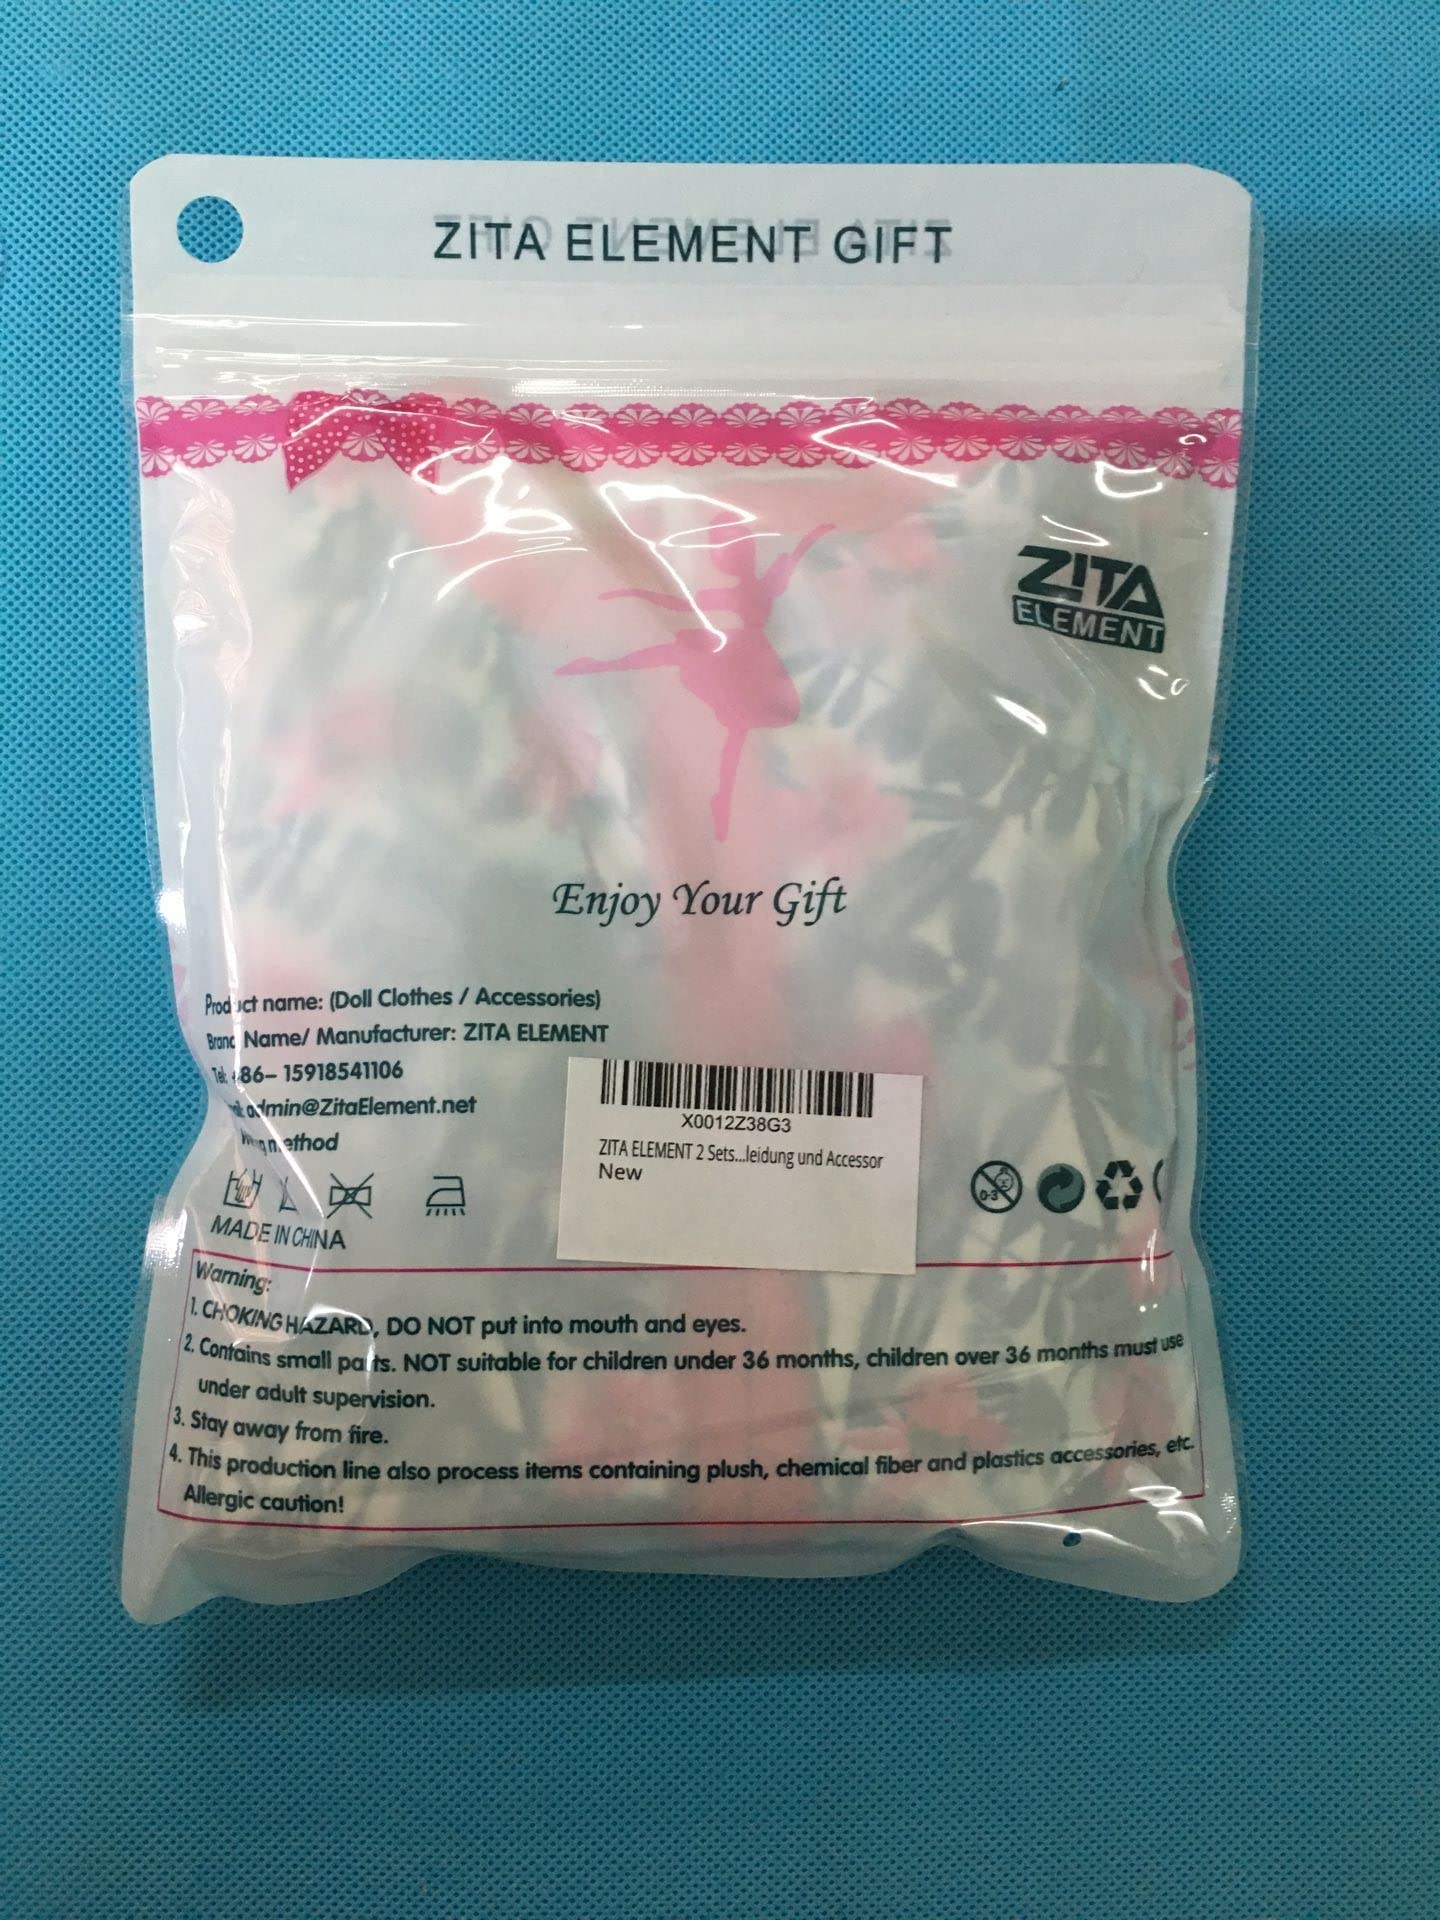 ZITA ELEMENT GIFT
ZITA
ELEMENT
Enjoy Your Gift
Product name: (Doll Clothes / Accessories)
Brand Name/ Manufacturer: ZITA ELEMENT
Tel: +86- 15918541106
admin@ZitaElement.net
method
X0012Z38G3
ZITA ELEMENT 2 Sets...leidung und Accessor
New
0-3
MADE IN CHINA
Warning:
1. CHOKING HAZARD, DO NOT put into mouth and eyes.
2. Contains small parts. NOT suitable for children under 36 months, children over 36 months must use
under adult supervision.
3. Stay away from fire.
4. This production line also process items containing plush, chemical fiber and plastics accessories, etc.
Allergic caution!